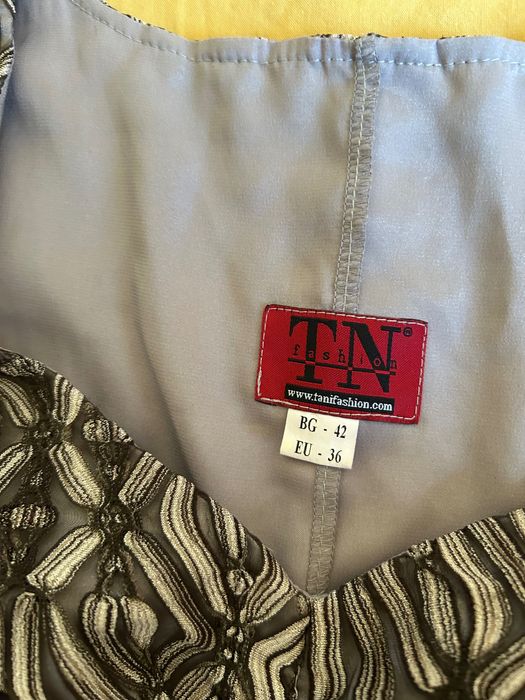 TN®
fashion
www.tanifashion.com
BG - 42
EU - 36